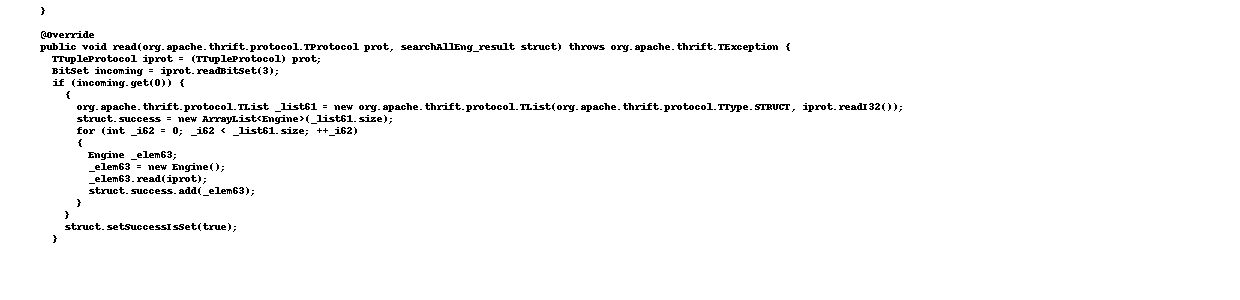 }
@Override
public void read(org.apache.thrift.protocol.TProtocol prot, searchAllEng_result struct) throws org.apache.thrift.TException {
TTupleProtocol iprot = (TTupleProtocol) prot;
BitSet incoming = iprot.readBitSet(3);
if (incoming.get(0)) {
{
org.apache.thrift.protocol.TList _list61 = new org.apache.thrift.protocol.TList(org.apache.thrift.protocol.TType.STRUCT, iprot.readI32());
struct.success = new ArrayList<Engine>(_list61.size);
for (int _i62 = 0; _i62 < _list61.size; ++_i62)
{
Engine _elem63;
_elem63 = new Engine();
_elem63.read(iprot);
struct.success.add(_elem63);
}
}
struct.setSuccessIsSet(true);
}